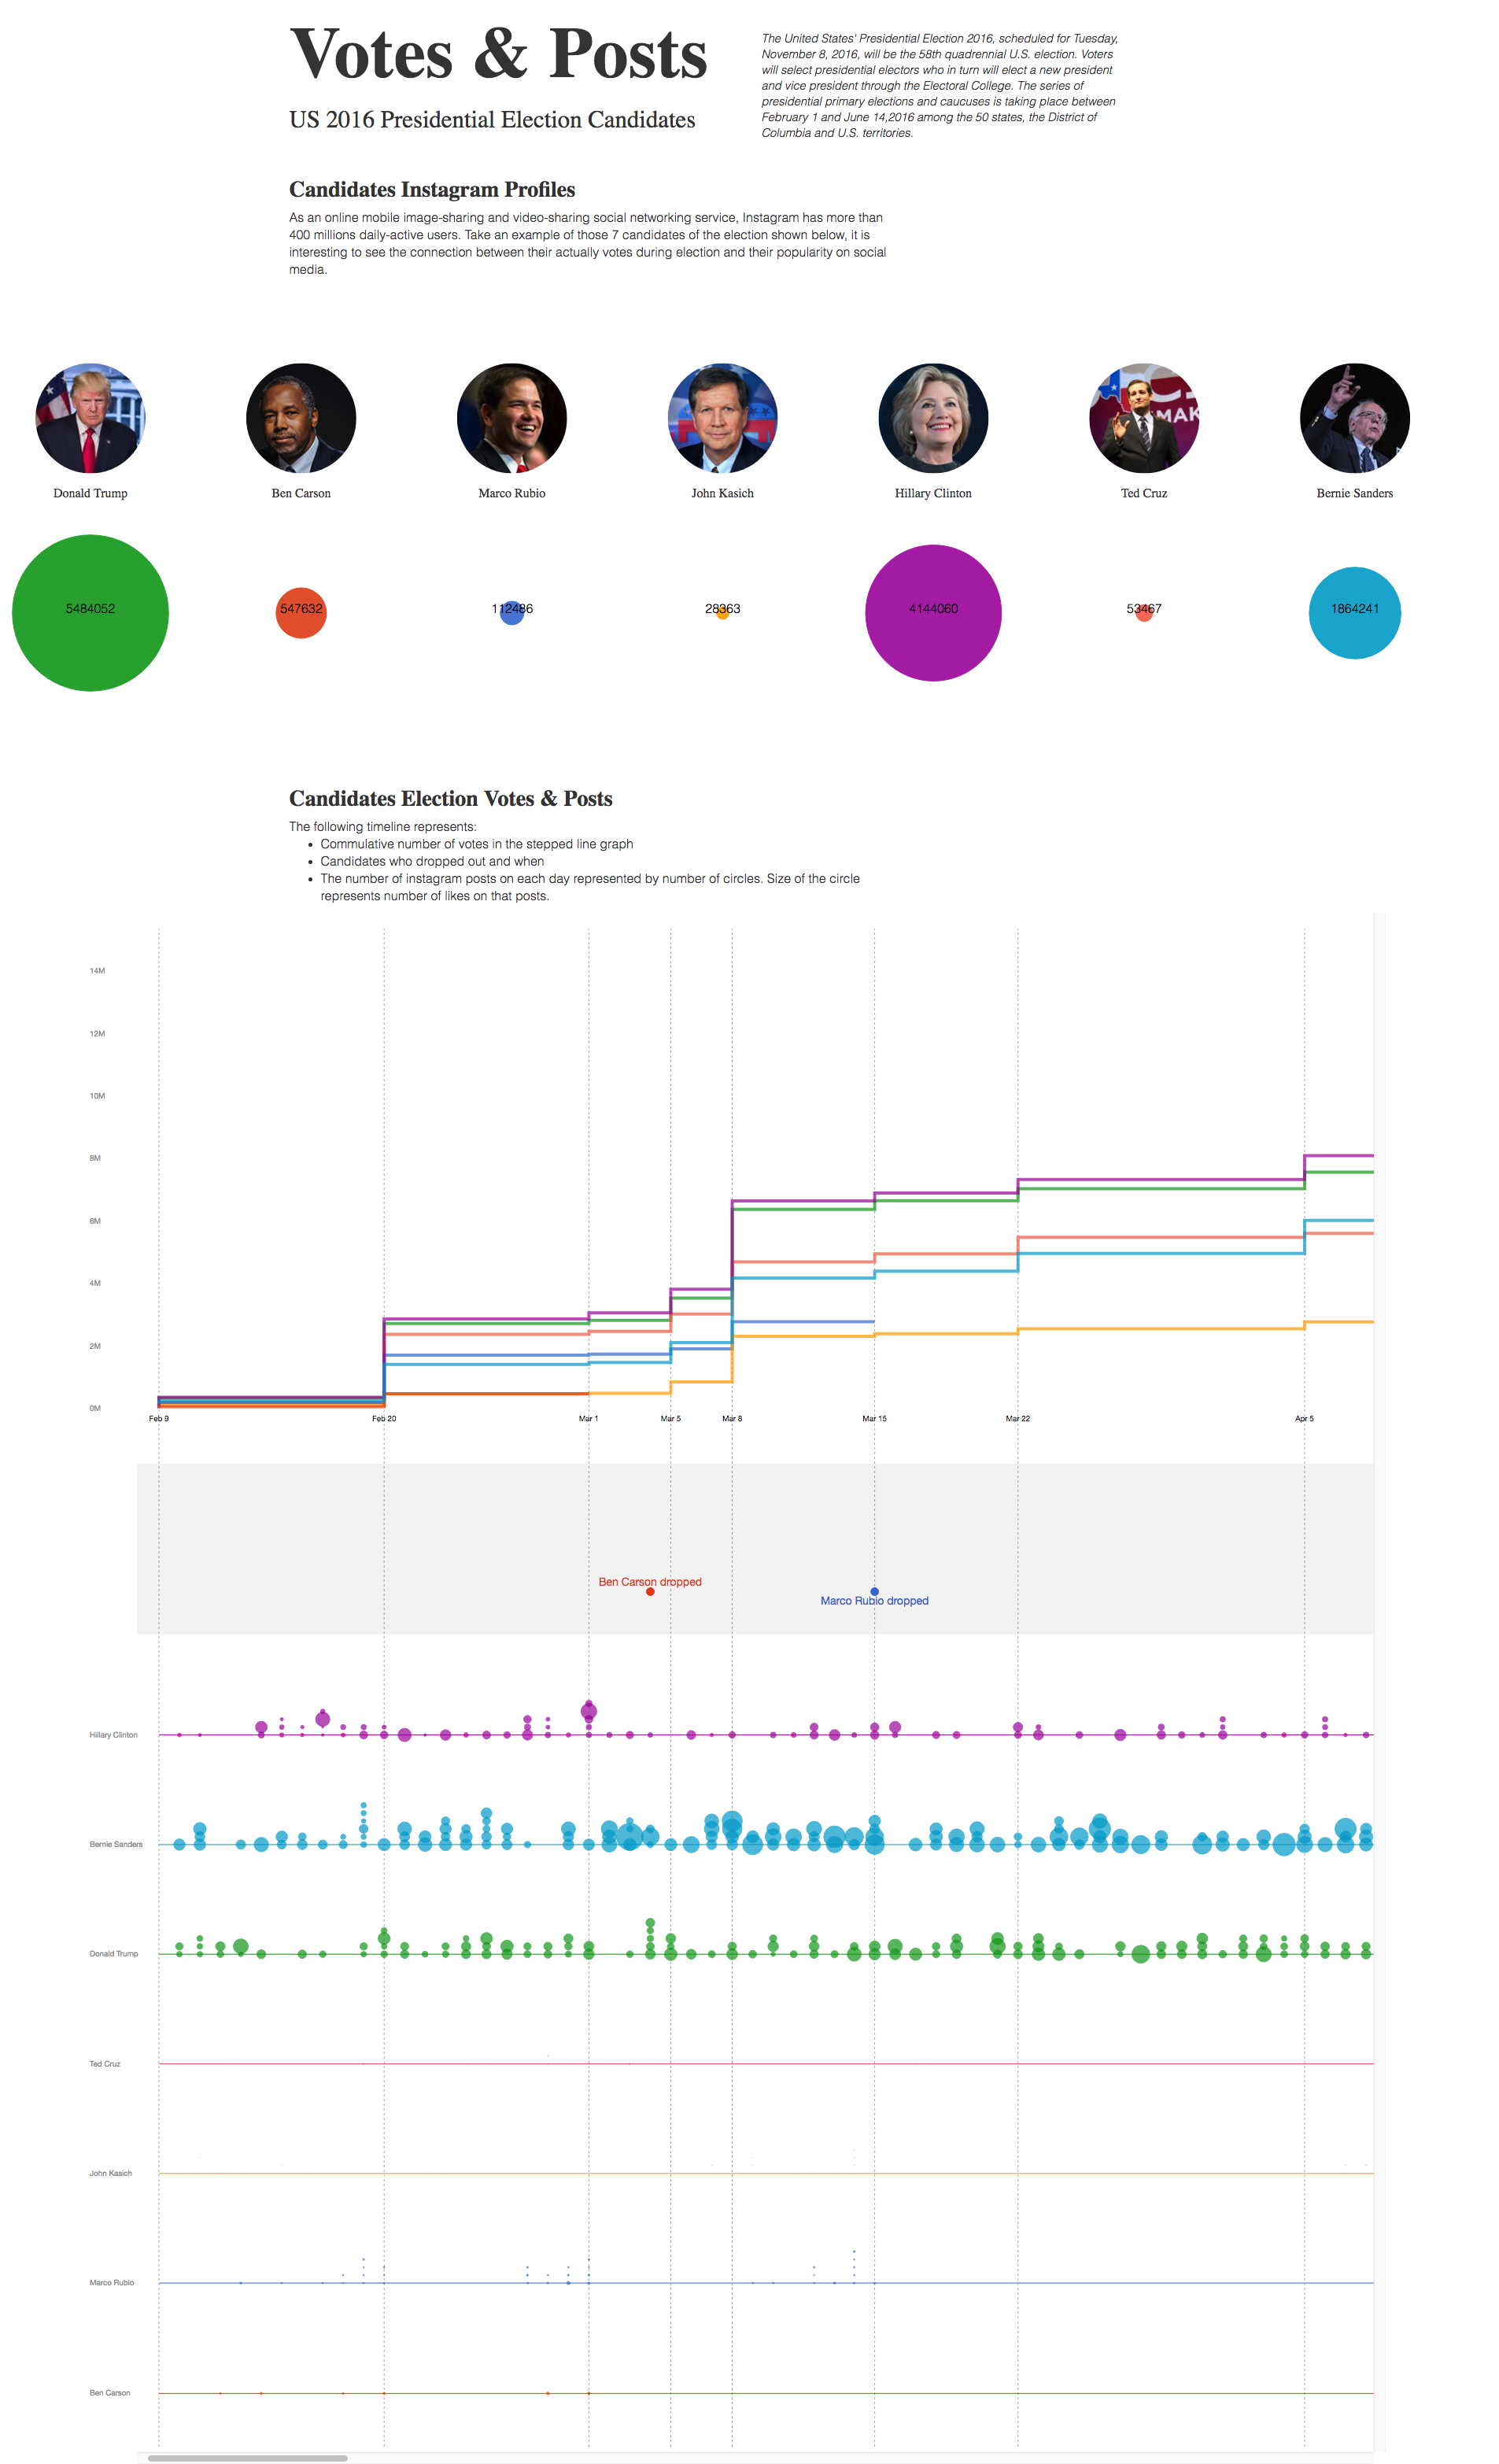 Votes & Posts
US 2016 Presidential Election Candidates
The United States' Presidential Election 2016, scheduled for Tuesday,
November 8, 2016, will be the 58th quadrennial U.S. election. Voters
will select presidential electors who in turn will elect a new president
and vice president through the Electoral College. The series of
presidential primary elections and caucuses is taking place between
February 1 and June 14,2016 among the 50 states, the District of
Columbia and U.S. territories.
Candidates Instagram Profiles
As an online mobile image-sharing and video-sharing social networking service, Instagram has more than
400 millions daily-active users. Take an example of those 7 candidates of the election shown below, it is
interesting to see the connection between their actually votes during election and their popularity on social
media.
MAK
Donald Trump
Ben Carson
Marco Rubio
John Kasich
Hillary Clinton
Ted Cruz
Bernie Sanders
5484052
547632
112486
28363
4144060
53467
1864241
Candidates Election Votes & Posts
The following timeline represents:
• Commulative number of votes in the stepped line graph
• Candidates who dropped out and when
• The number of instagram posts on each day represented by number of circles. Size of the circle
represents number of likes on that posts.
14M
12M
10M
8M
6M
4M
2M
0M
Feb 9
Feb 20
Mar 1
Mar 5
Mar 8
Mar 15
Mar 22
Apr 5
Ben Carson dropped
Marco Rubio dropped
Hillary Clinton
Bernie Sanders
Donald Trump
Ted Cruz
John Kasich
Marco Rubio
Ben Carson